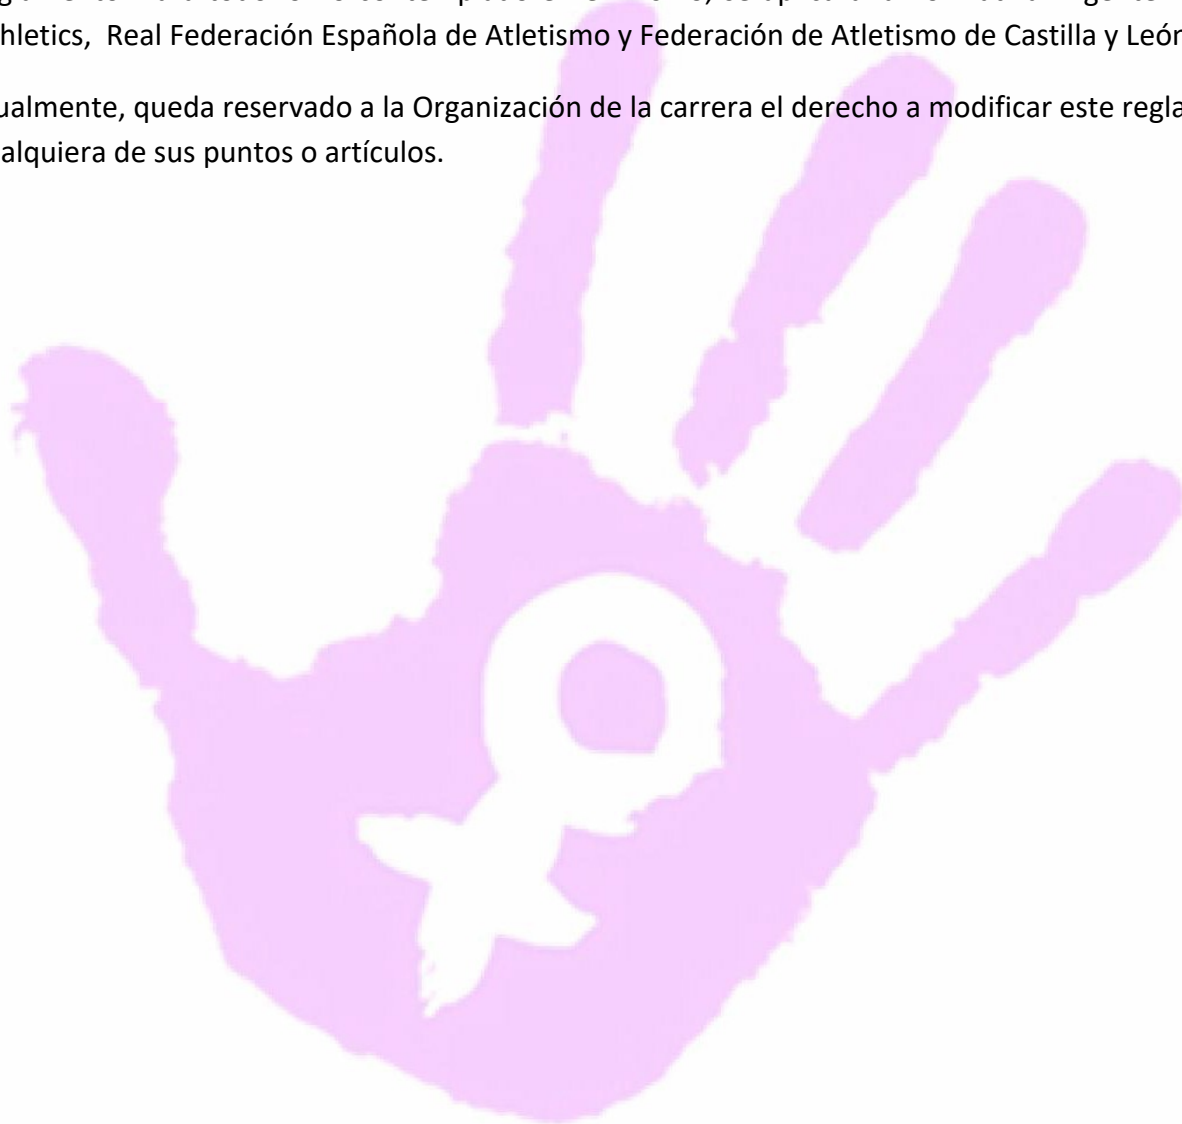 hletics, Real Federación Española de Atletismo y Federación de Atletismo de Castilla y León
ualmente, queda reservado a la Organización de la carrera el derecho a modificar este regla
alquiera de sus puntos o artículos.